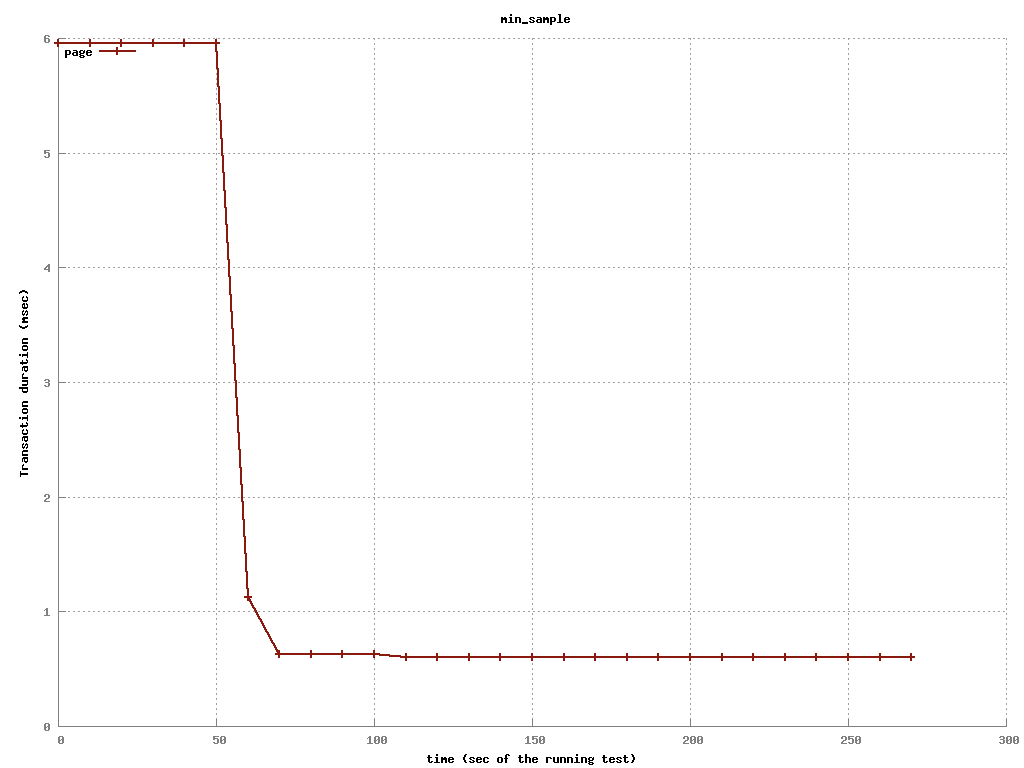 min_sample
6
page
5
4
3
2
1
0
Transaction duration (msec)
0 50 100 150 200 250 300
time (sec of the running test)